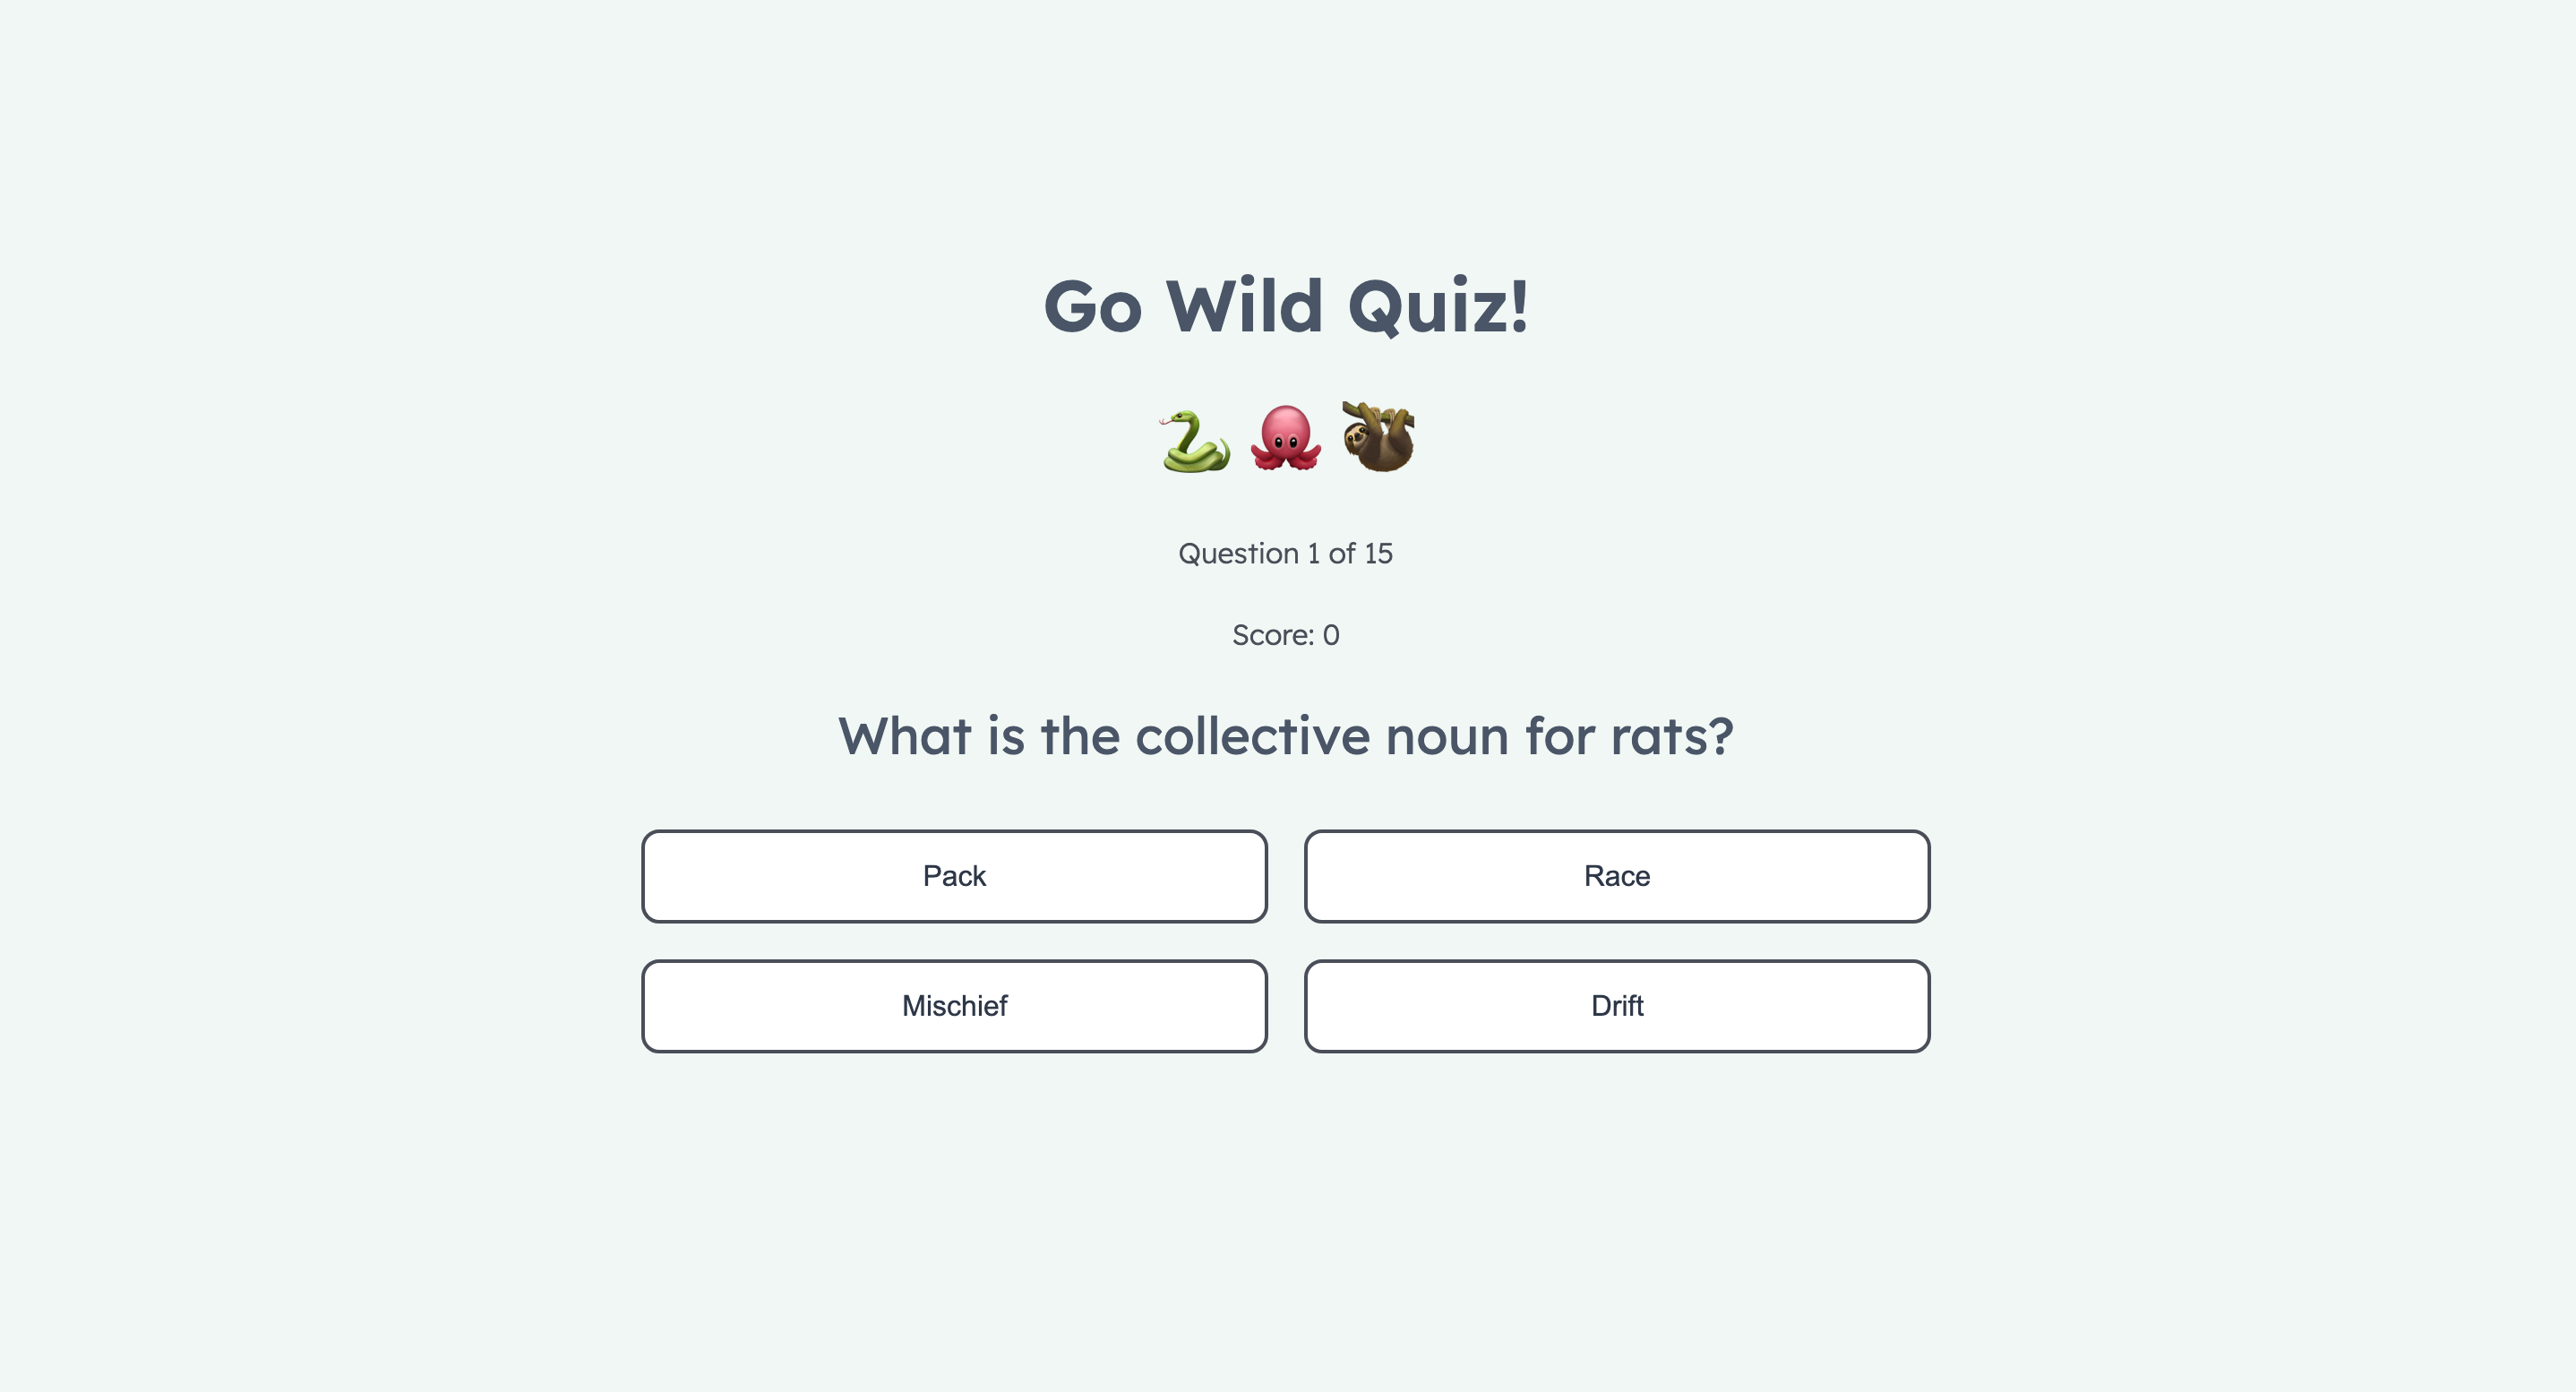 Go Wild Quiz!
Question 1 of 15
Score: 0
What is the collective noun for rats?
Pack
Race
Mischief
Drift